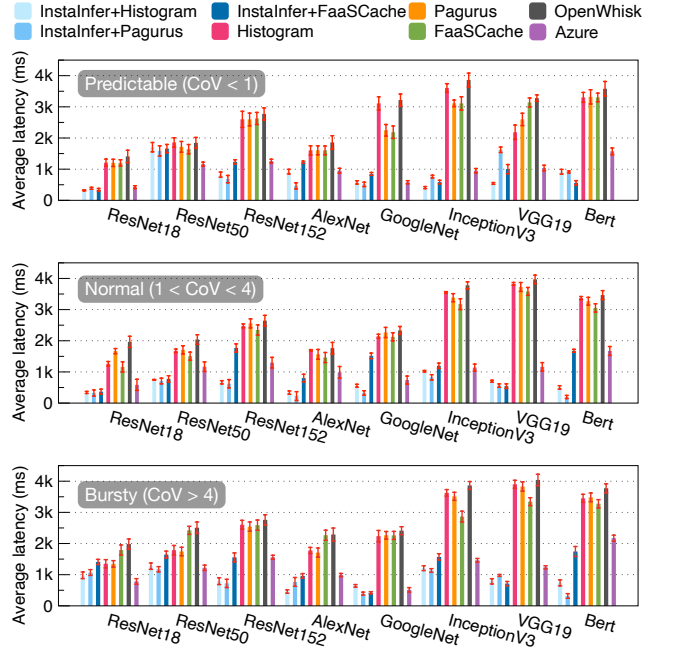 InstaInfer+Histogram InstaInfer+FaaSCache Pagurus OpenWhisk
InstaInfer+Pagurus Histogram FaaSCache Azure
Average latency (ms)
4k
3k
2k
1k
0
Predictable (CoV < 1)
ResNet18 ResNet50 ResNet152 AlexNet GoogleNet InceptionV3 VGG19 Bert
Average latency (ms)
4k
3k
2k
1k
0
Normal (1 < CoV < 4)
ResNet18 ResNet50 ResNet152 AlexNet GoogleNet InceptionV3 VGG19 Bert
Average latency (ms)
4k
3k
2k
1k
0
Bursty (CoV > 4)
ResNet18 ResNet50 ResNet152 AlexNet GoogleNet InceptionV3 VGG19 Bert